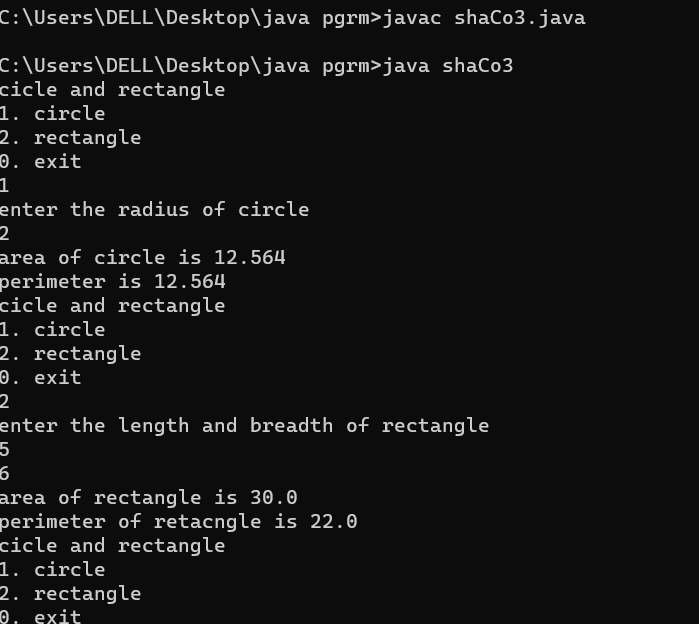 C:\Users\DELL\Desktop\java pgrm>javac shaCo3.java
C:\Users\DELL\Desktop\java pgrm>java shaCo3
cicle and rectangle
1. circle
2. rectangle
0. exit
1
enter the radius of circle
2
area of circle is 12.564
perimeter is 12.564
cicle and rectangle
1. circle
2. rectangle
0. exit
2
enter the length and breadth of rectangle
5
6
area of rectangle is 30.0
perimeter of retacngle is 22.0
cicle and rectangle
1. circle
2. rectangle
0. exit